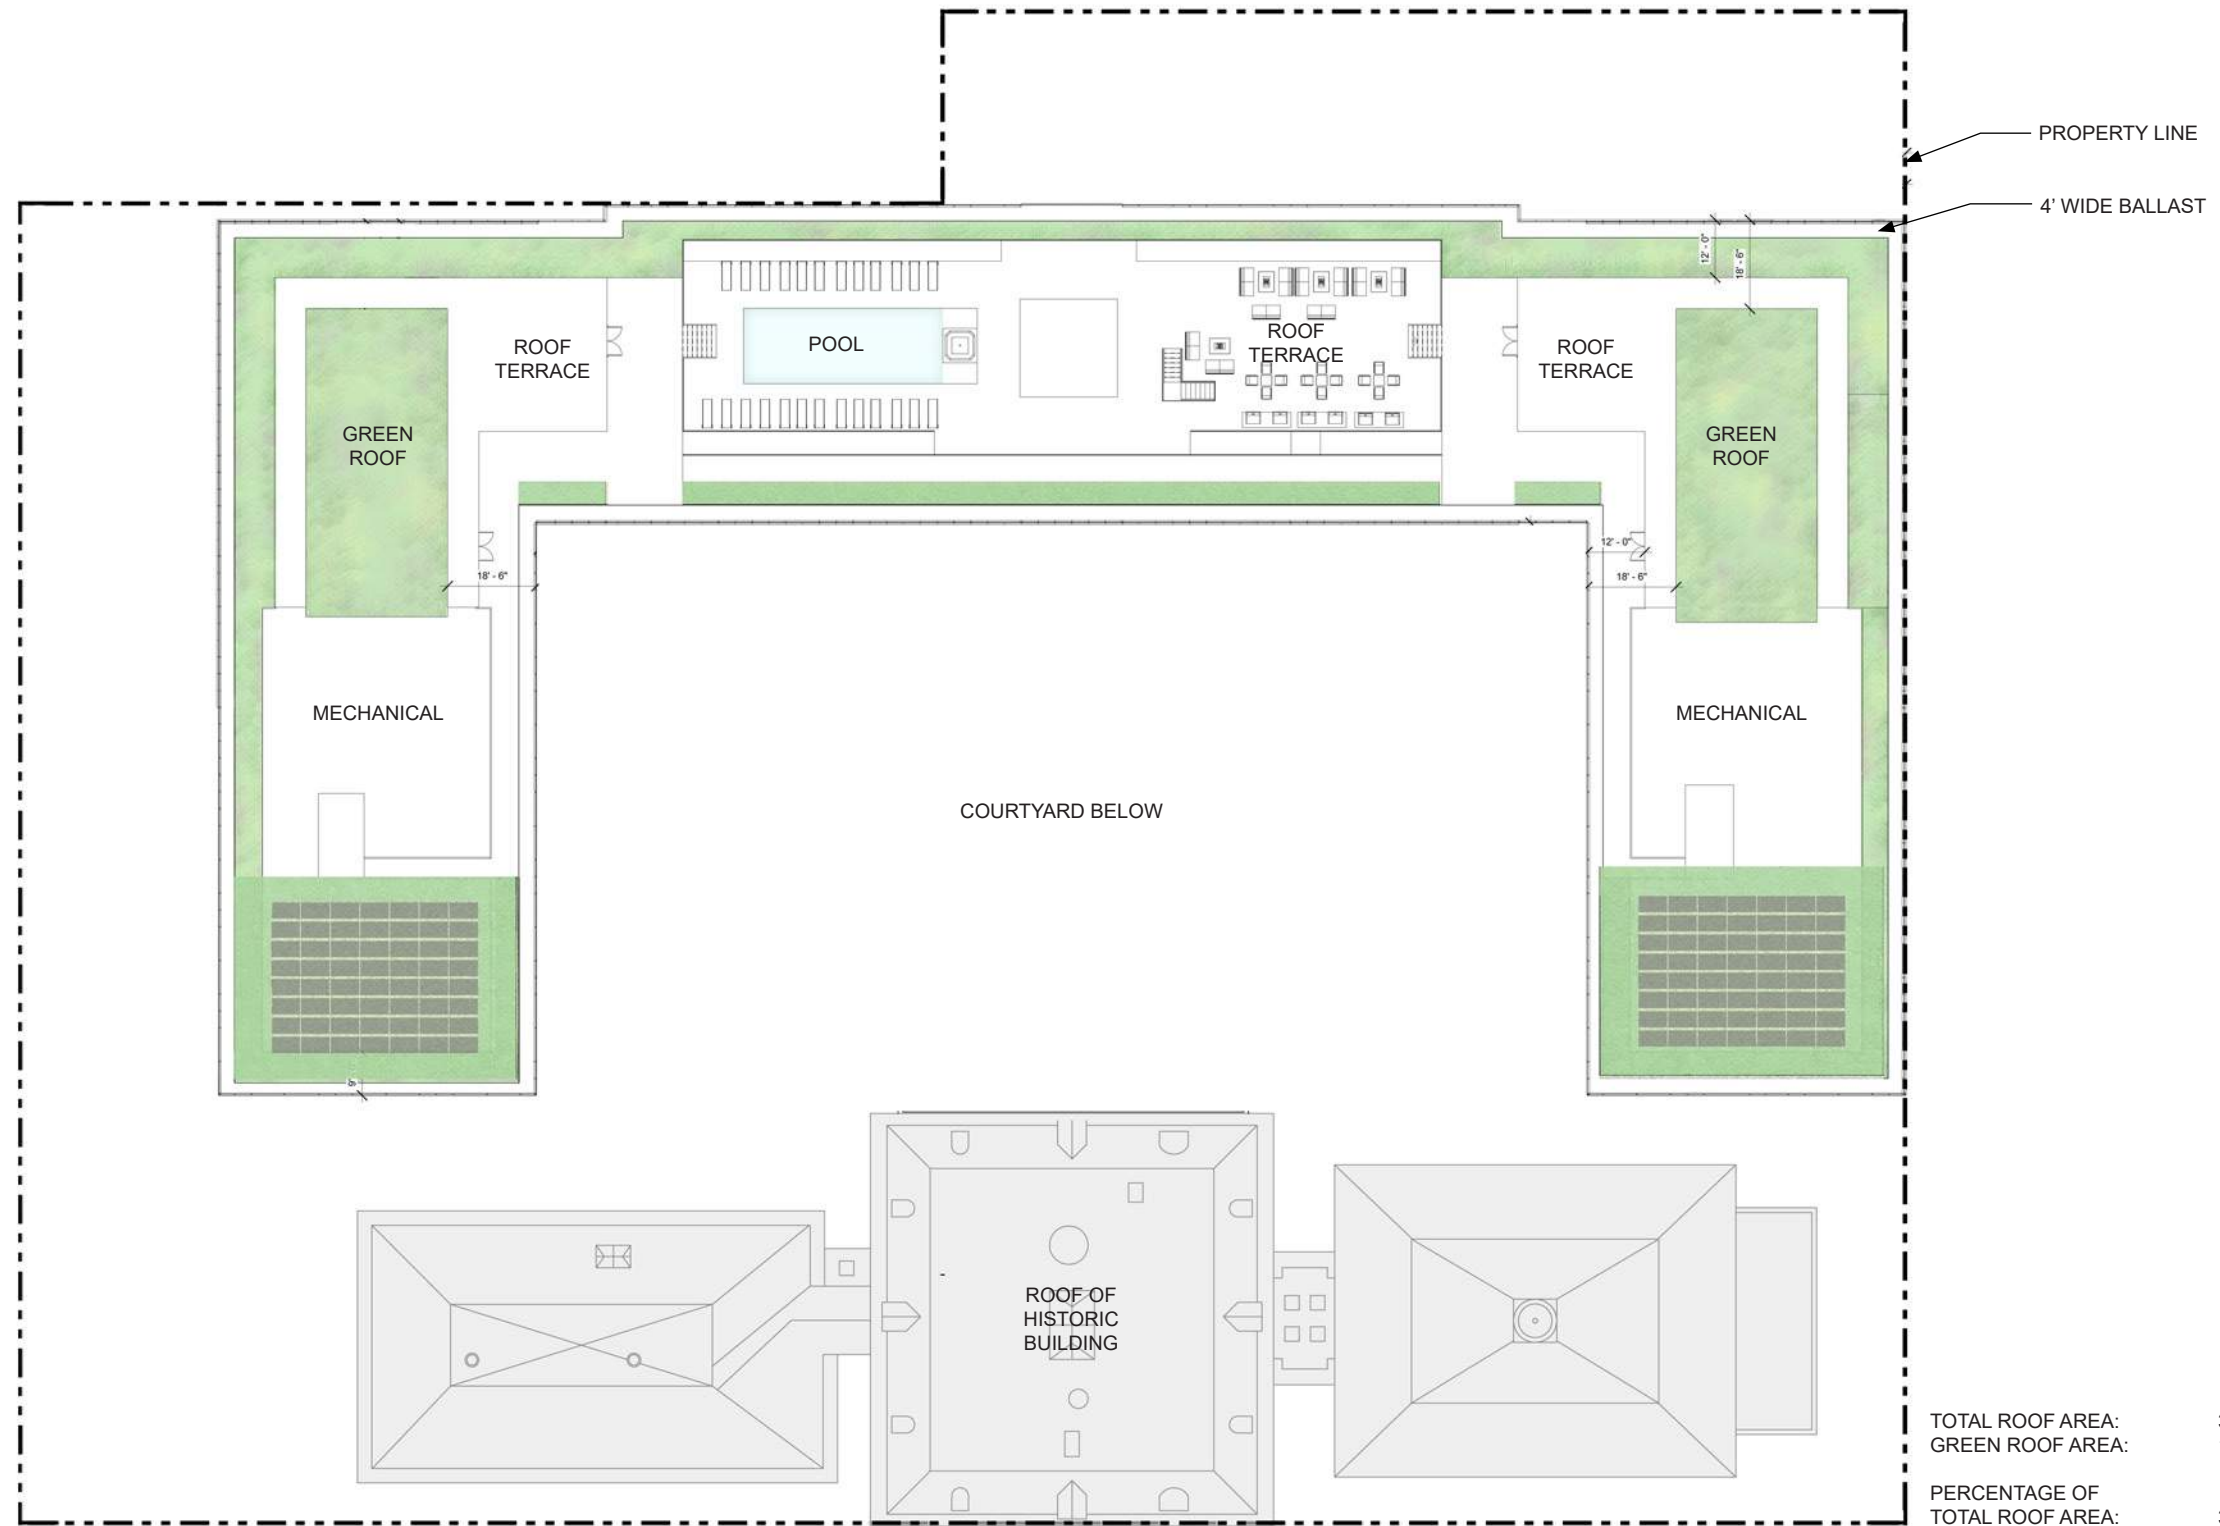 PROPERTY LINE
4' WIDE BALLAST
12' - 0"
18' - 6"
POOL
ROOF
TERRACE
ROOF
TERRACE
ROOF
TERRACE
GREEN
ROOF
GREEN
ROOF
12' - 0"
18' - 6"
18' - 6"
MECHANICAL
MECHANICAL
COURTYARD BELOW
ROOF OF
HISTORIC
BUILDING
TOTAL ROOF AREA:
GREEN ROOF AREA:
PERCENTAGE OF
TOTAL ROOF AREA: